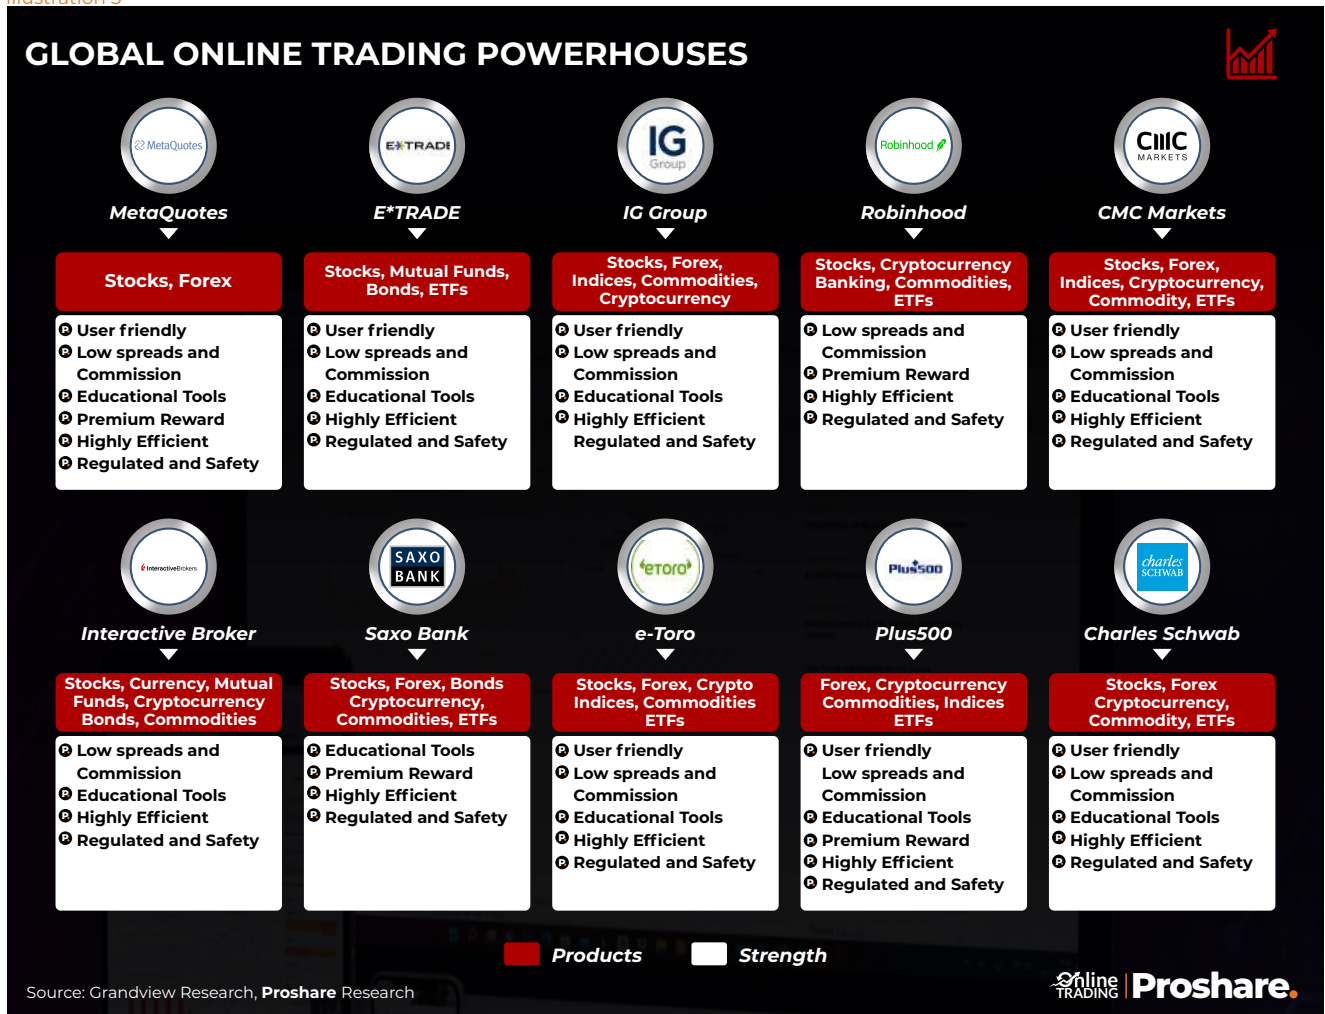 Illustration 3
GLOBAL ONLINE TRADING POWERHOUSES
MetaQuotes
E*TRADE
IG
Group
Robinhood
CMC
MARKETS
MetaQuotes
E*TRADE
IG Group
Robinhood
CMC Markets
Stocks, Forex
Stocks, Mutual Funds,
Bonds, ETFs
Stocks, Forex,
Indices, Commodities,
Cryptocurrency
Stocks, Cryptocurrency
Banking, Commodities,
ETFs
Stocks, Forex,
Indices, Cryptocurrency,
Commodity, ETFs
User friendly
Low spreads and
Commission
Educational Tools
Premium Reward
Highly Efficient
Regulated and Safety
User friendly
Low spreads and
Commission
Educational Tools
Highly Efficient
Regulated and Safety
User friendly
Low spreads and
Commission
Educational Tools
Highly Efficient
Regulated and Safety
Low spreads and
Commission
Premium Reward
Highly Efficient
Regulated and Safety
User friendly
Low spreads and
Commission
Educational Tools
Highly Efficient
Regulated and Safety
InteractiveBrokers
SAXO
BANK
eToro
Plus500
charles
SCHWAB
Interactive Broker
Saxo Bank
e-Toro
Plus500
Charles Schwab
Stocks, Currency, Mutual
Funds, Cryptocurrency
Bonds, Commodities
Stocks, Forex, Bonds
Cryptocurrency,
Commodities, ETFs
Stocks, Forex, Crypto
Indices, Commodities
ETFs
Forex, Cryptocurrency
Commodities, Indices
ETFs
Stocks, Forex
Cryptocurrency,
Commodity, ETFs
Low spreads and
Commission
Educational Tools
Highly Efficient
Regulated and Safety
Educational Tools
Premium Reward
Highly Efficient
Regulated and Safety
User friendly
Low spreads and
Commission
Educational Tools
Highly Efficient
Regulated and Safety
User friendly
Low spreads and
Commission
Educational Tools
Premium Reward
Highly Efficient
Regulated and Safety
User friendly
Low spreads and
Commission
Educational Tools
Highly Efficient
Regulated and Safety
Products
Strength
Source: Grandview Research, Proshare Research
Online
TRADING
Proshare.